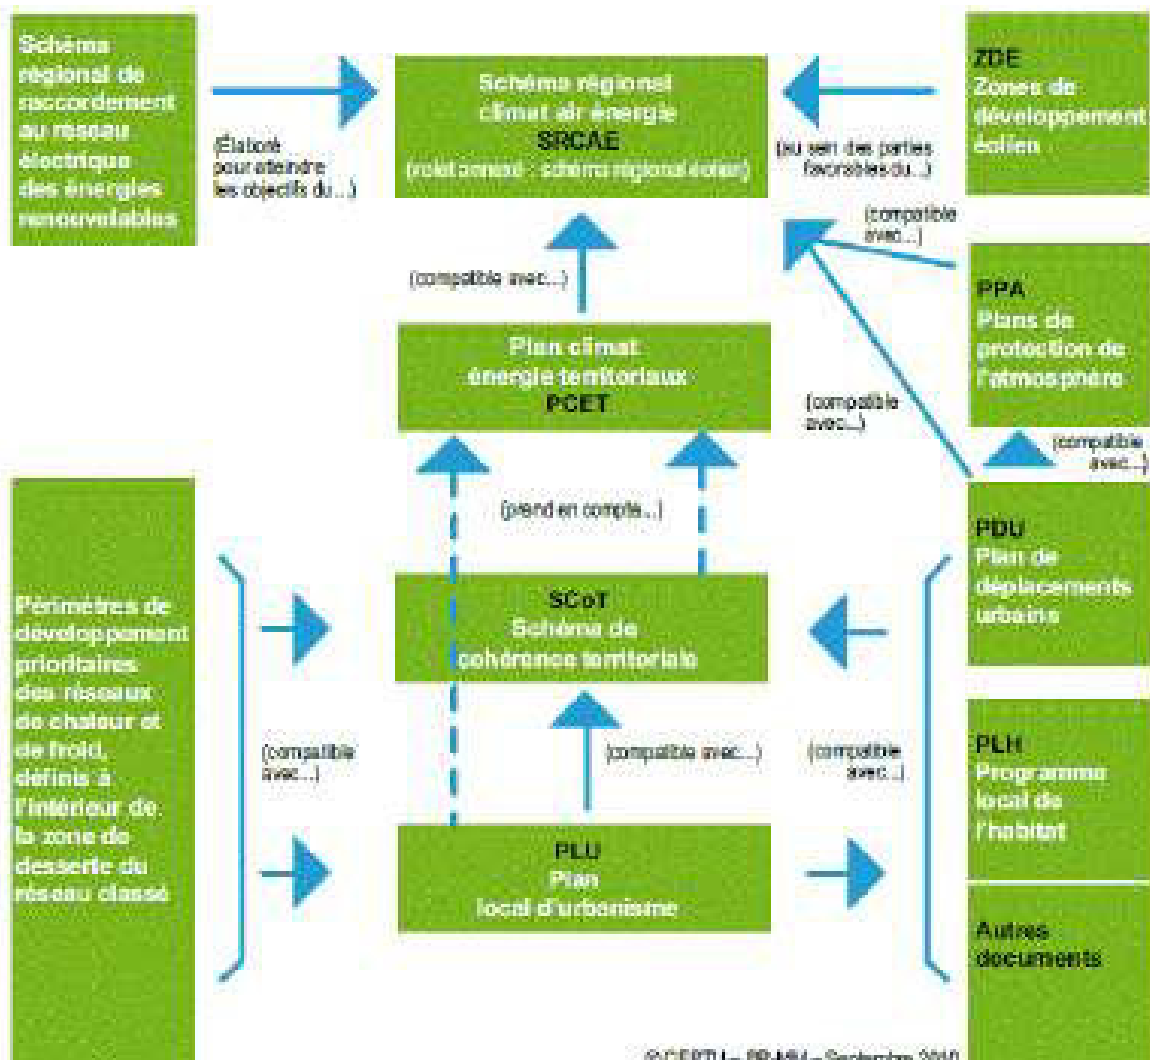 Schéma
régional de
raccordement
au réseau
électrique
des énergies
renouvelables
(Élaboré
pour ateindre
les objectifs du...)
Schéma régional
climat air énergie
SRCAE
(volet annexé : schéma régional éolien)
(au sein des parties
favorables du...)
ZDE
Zones de
développement
éolien
(compatible
avec...)
(compatible avec...)
PPA
Plans de
protection de
l'atmosphère
Plan climat
énergie territoriaux
PCET
(compatible
avec...)
(compatible
avec...)
(prend en compte...)
PDU
Plan de
déplacements
urbains
SCoT
Schéma de
cohérence territoriale
Périmètres de
développement
prioritaires
des réseaux
de chaleur et
de froid,
définis à
l'intérieur de
la zone de
desserte du
réseau classé
(compatible
avec...)
(compatible avec...)
(compatible
avec...)
PLH
Programme
local de
l'habitat
PLU
Plan
local d'urbanisme
Autres
documents
© CERTU – – Septembre 2010